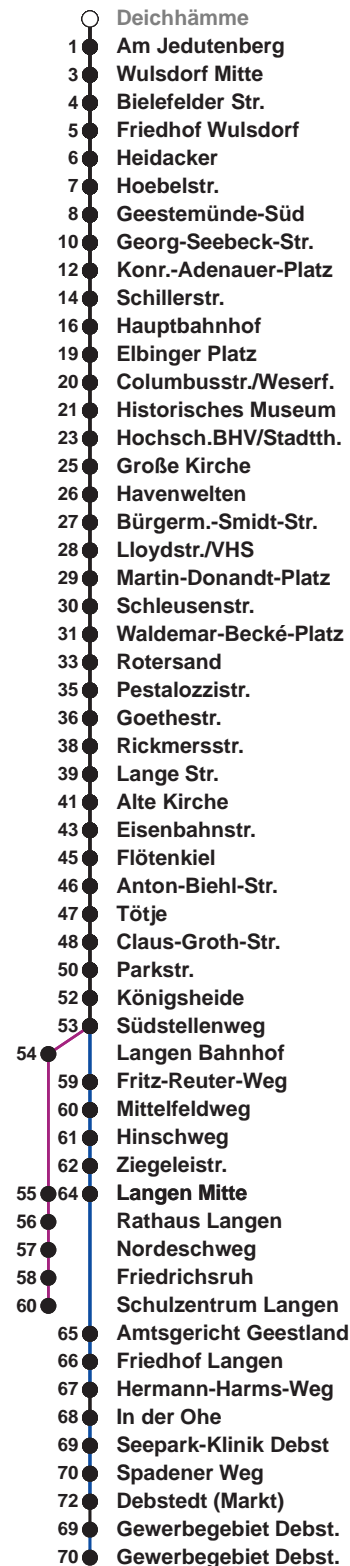 Deichhämme
1 Am Jedutenberg
3 Wulsdorf Mitte
4 Bielefelder Str.
5 Friedhof Wulsdorf
6 Heidacker
7 Hoebelstr.
8 Geestemünde-Süd
10 Georg-Seebeck-Str.
12 Konr.-Adenauer-Platz
14 Schillerstr.
16 Hauptbahnhof
19 Elbinger Platz
20 Columbusstr./Weserf.
21 Historisches Museum
23 Hochsch.BHV/Stadtth.
25 Große Kirche
26 Havenwelten
27 Bürgerm.-Smidt-Str.
28 Lloydstr./VHS
29 Martin-Donandt-Platz
30 Schleusenstr.
31 Waldemar-Becké-Platz
33 Rotersand
35 Pestalozzistr.
36 Goethestr.
38 Rickmersstr.
39 Lange Str.
41 Alte Kirche
43 Eisenbahnstr.
45 Flötenkiel
46 Anton-Biehl-Str.
47 Tötje
48 Claus-Groth-Str.
50 Parkstr.
52 Königsheide
53 Südstellenweg
54 Langen Bahnhof
59 Fritz-Reuter-Weg
60 Mittelfeldweg
61 Hinschweg
62 Ziegeleistr.
55 64 Langen Mitte
56 Rathaus Langen
57 Nordeschweg
58 Friedrichsruh
60 Schulzentrum Langen
65 Amtsgericht Geestland
66 Friedhof Langen
67 Hermann-Harms-Weg
68 In der Ohe
69 Seepark-Klinik Debst
70 Spadener Weg
72 Debstedt (Markt)
69 Gewerbegebiet Debst.
70 Gewerbegebiet Debst.